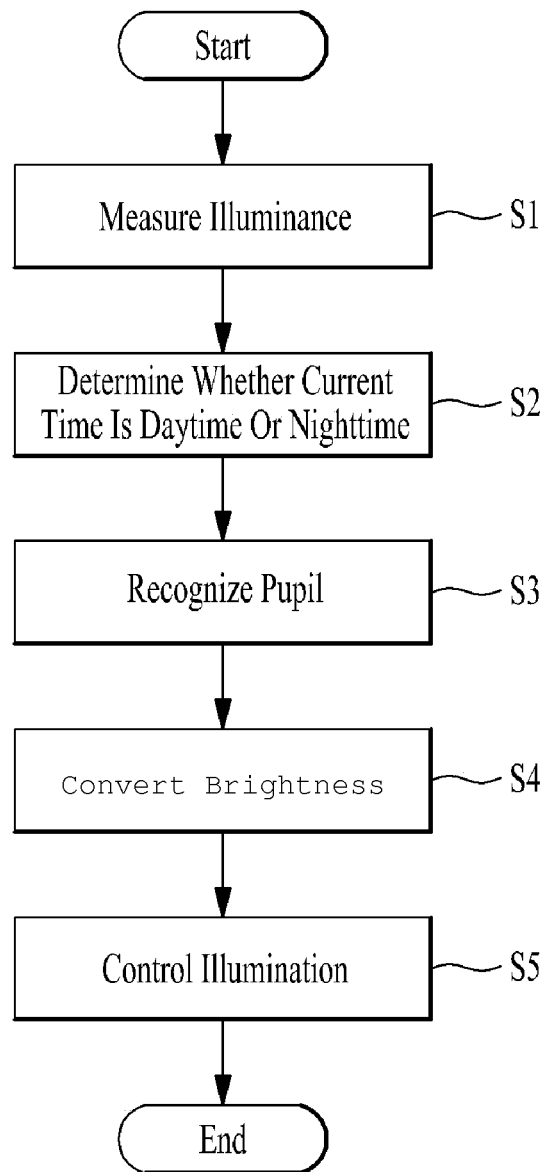 Start
Measure Illuminance
S1
Determine Whether Current
Time Is Daytime Or Nighttime
S2
Recognize Pupil
S3
Convert Brightness
S4
Control Illumination
S5
End